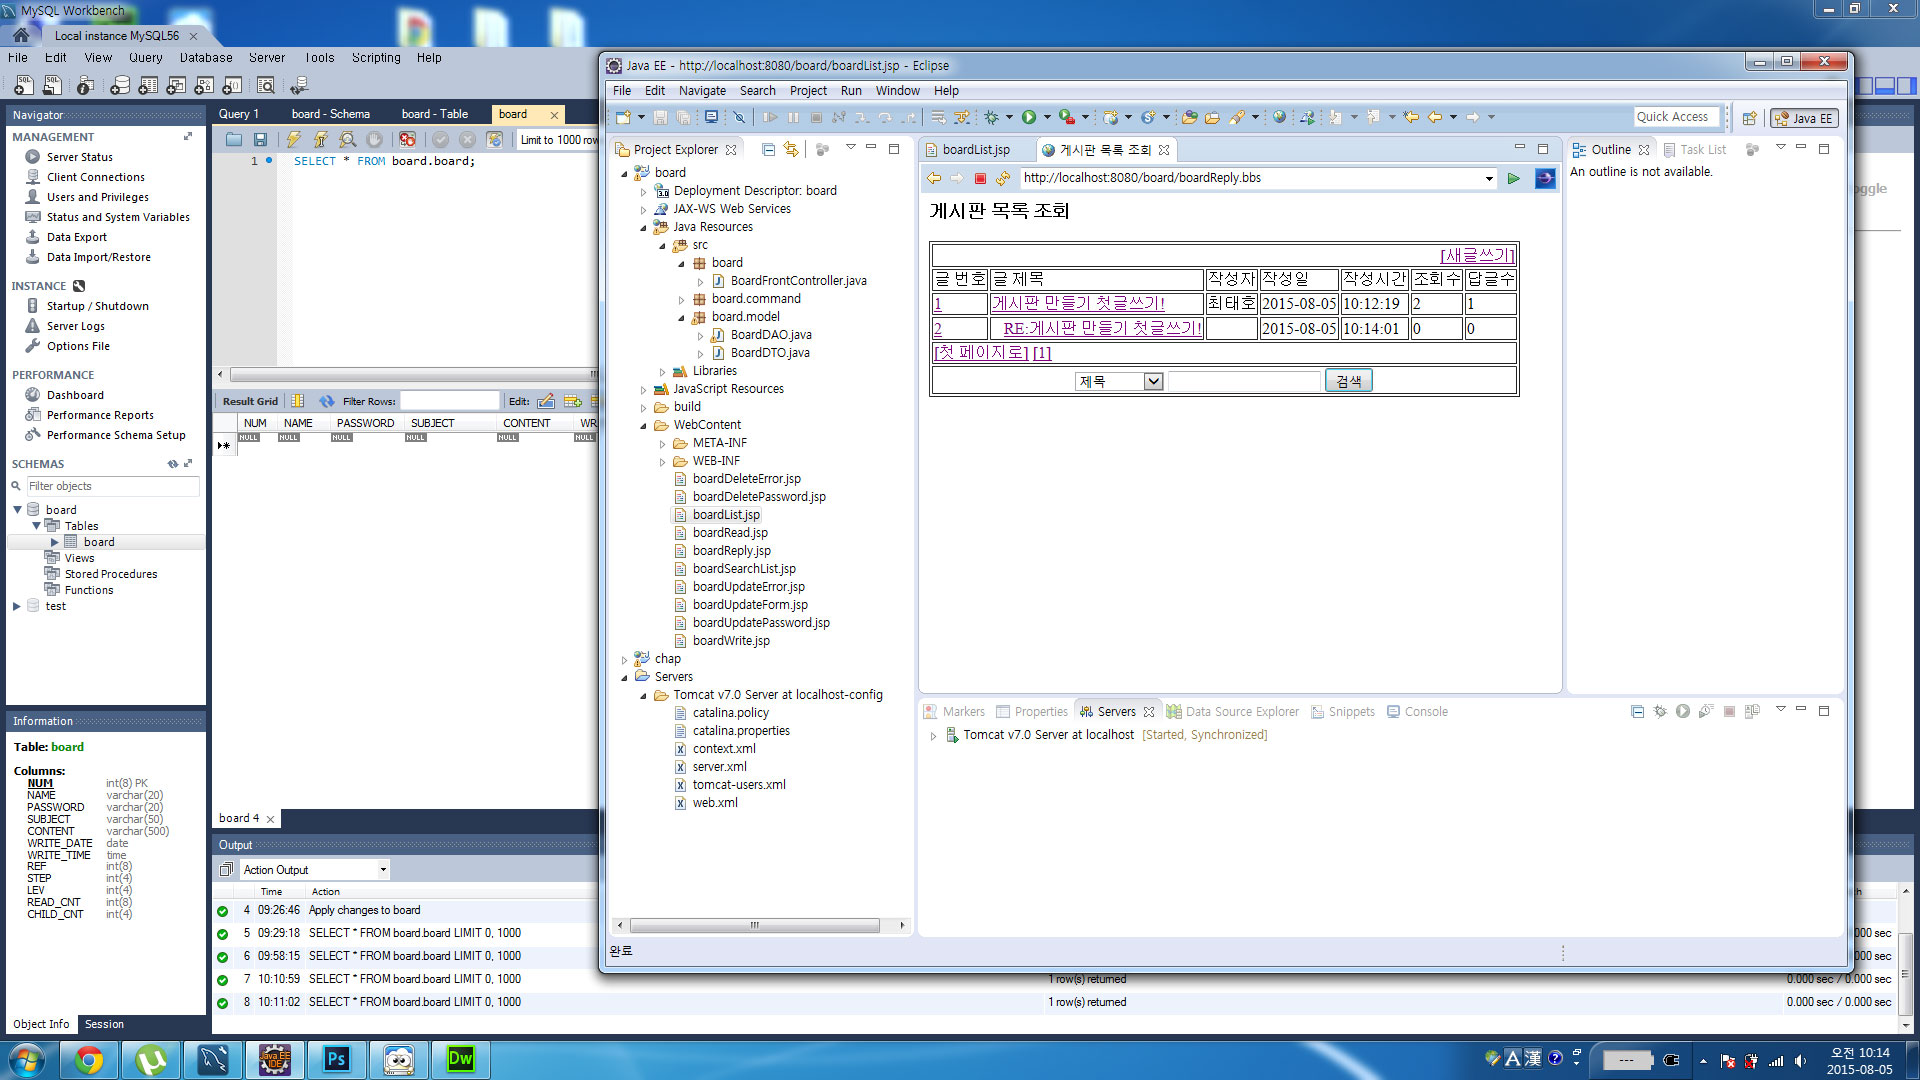 MySQL Workbench
Local instance MySQL56
File Edit View Query Database Server Tools Scripting Help
Navigator
MANAGEMENT
Server Status
Client Connections
Users and Privileges
Status and System Variables
Data Export
Data Import/Restore
INSTANCE
Startup / Shutdown
Server Logs
Options File
PERFORMANCE
Dashboard
Performance Reports
Performance Schema Setup
SCHEMAS
Filter objects
board
Tables
board
Views
Stored Procedures
Functions
test
Information
Table: board
Columns:
NUM int(8) PK
NAME varchar(20)
PASSWORD varchar(20)
SUBJECT varchar(50)
CONTENT varchar(500)
WRITE_DATE date
WRITE_TIME time
REF int(8)
STEP int(4)
LEV int(4)
READ_CNT int(8)
CHILD_CNT int(4)
Object Info Session
Query 1 board - Schema board - Table board
Limit to 1000 row
1 SELECT * FROM board.board;
Result Grid Filter Rows: Edit:
NUM NAME PASSWORD SUBJECT CONTENT WR
NULL NULL NULL NULL NULL NULL
board 4
Output
Action Output
Time Action
4 09:26:46 Apply changes to board
5 09:29:18 SELECT * FROM board.board LIMIT 0, 1000
6 09:58:15 SELECT * FROM board.board LIMIT 0, 1000
7 10:10:59 SELECT * FROM board.board LIMIT 0, 1000 1 row(s) returned 0.000 sec / 0.000 sec
8 10:11:02 SELECT * FROM board.board LIMIT 0, 1000 1 row(s) returned 0.000 sec / 0.000 sec
Java EE - http://localhost:8080/board/boardList.jsp - Eclipse
File Edit Navigate Search Project Run Window Help
Quick Access Java EE
Project Explorer
board
Deployment Descriptor: board
JAX-WS Web Services
Java Resources
src
board
BoardFrontController.java
board.command
board.model
BoardDAO.java
BoardDTO.java
Libraries
JavaScript Resources
build
WebContent
META-INF
WEB-INF
boardDeleteError.jsp
boardDeletePassword.jsp
boardList.jsp
boardRead.jsp
boardReply.jsp
boardSearchList.jsp
boardUpdateError.jsp
boardUpdateForm.jsp
boardUpdatePassword.jsp
boardWrite.jsp
chap
Servers
Tomcat v7.0 Server at localhost-config
catalina.policy
catalina.properties
context.xml
server.xml
tomcat-users.xml
web.xml
완료
boardList.jsp 게시판 목록 조회
http://localhost:8080/board/boardReply.bbs
게시판 목록 조회
[새글쓰기]
글 번호 글 제목 작성자 작성일 작성시간 조회수 답글수
1 게시판 만들기 첫글쓰기! 최태호 2015-08-05 10:12:19 2 1
2 RE:게시판 만들기 첫글쓰기! 2015-08-05 10:14:01 0 0
[첫 페이지로] [1]
제목 검색
Outline Task List
An outline is not available.
Markers Properties Servers Data Source Explorer Snippets Console
Tomcat v7.0 Server at localhost [Started, Synchronized]
oggle
000 sec
000 sec
Java EE IDE
Ps
Dw
A 漢
오전 10:14
2015-08-05